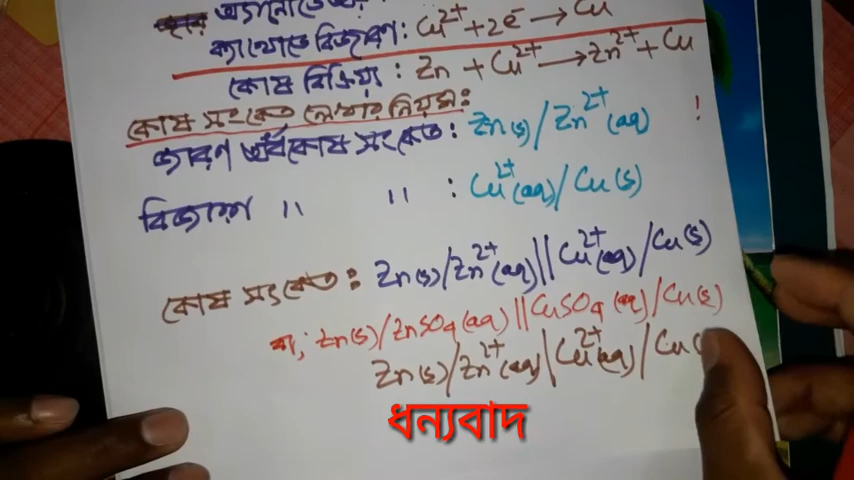 ক্যাথোডে বিজারণ: Cu²⁺ + 2e⁻ → Cu
কোষ বিক্রিয়া : Zn + Cu²⁺ → Zn²⁺ + Cu
কোষ সংকেত লেখার নিয়ম:
জারণ অর্ধকোষ সংকেত : Zn(s)/Zn²⁺(aq) !
বিজারণ " " : Cu²⁺(aq)/Cu(s)
কোষ সংকেত : Zn(s)/Zn²⁺(aq)||Cu²⁺(aq)/Cu(s)
বা, Zn(s)/ZnSO₄(aq)||CuSO₄(aq)/Cu(s)
Zn(s)/Zn²⁺(aq)|Cu²⁺(aq)/Cu(s
ধন্যবাদ